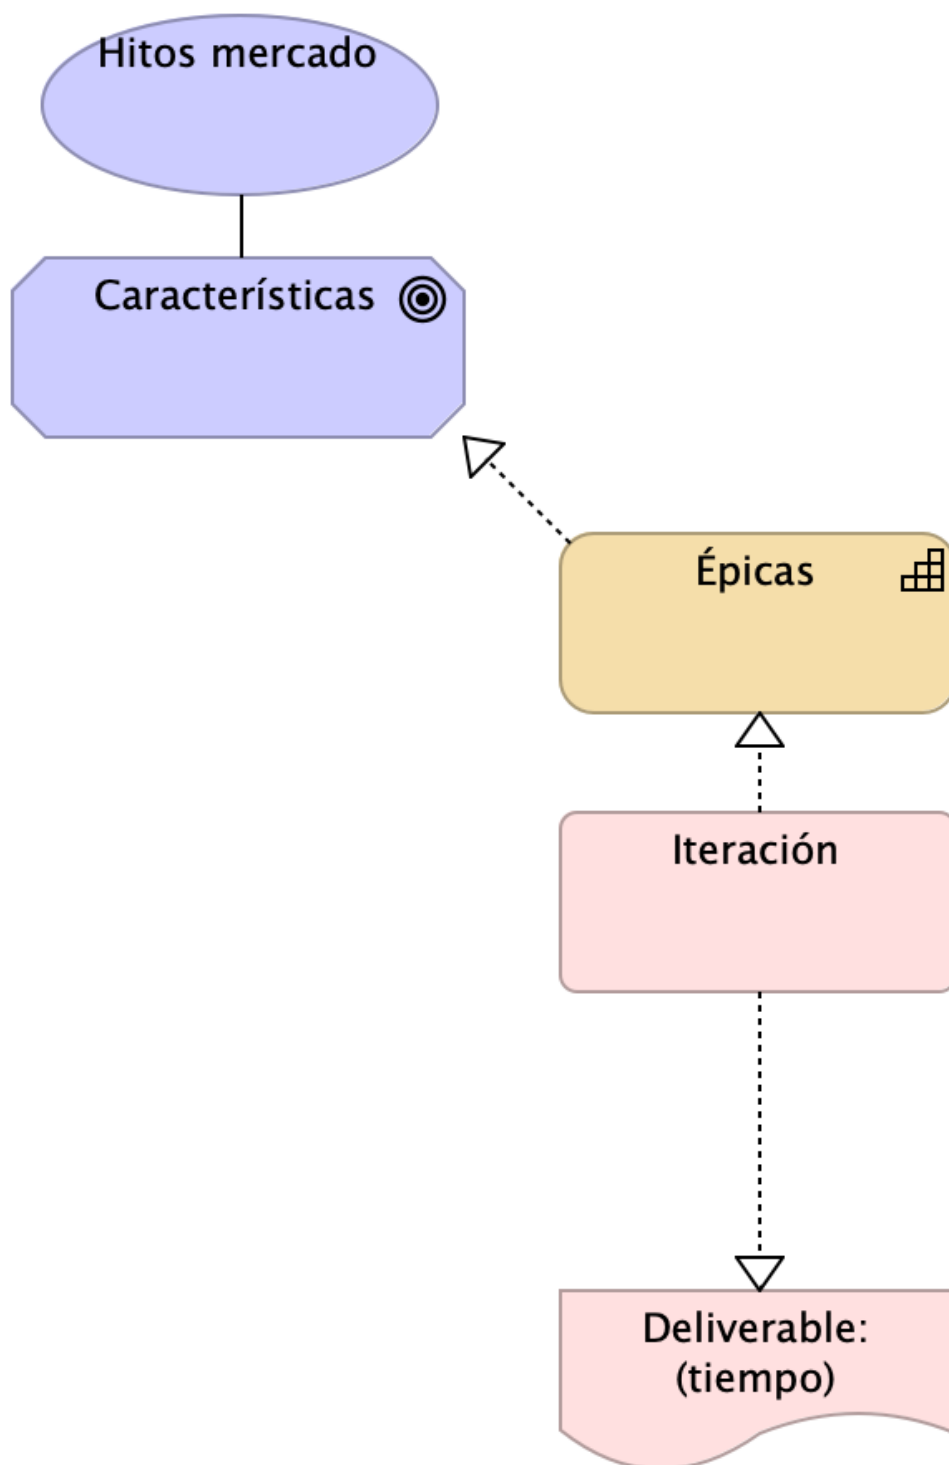 Hitos mercado
Características
Épicas
Iteración
Deliverable:
(tiempo)